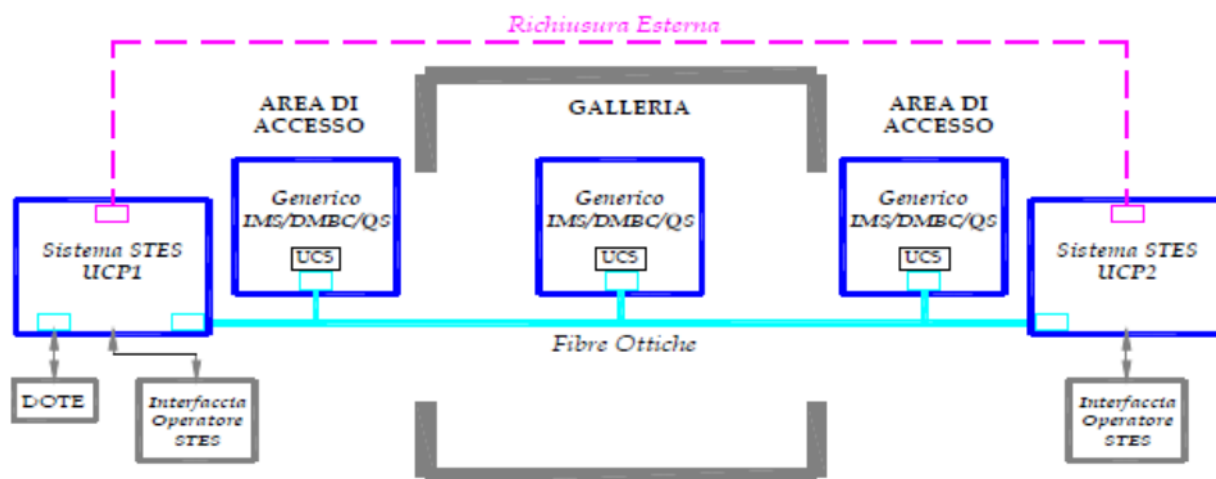 Richiusura Esterna
AREA DI
ACCESSO
GALLERIA
AREA DI
ACCESSO
Generico
IMS/DMBC/QS
UCS
Generico
IMS/DMBC/QS
UCS
Generico
IMS/DMBC/QS
UCS
Sistema STES
UCP1
Sistema STES
UCP2
Fibre Ottiche
DOTE
Interfaccia
Operatore
STES
Interfaccia
Operatore
STES